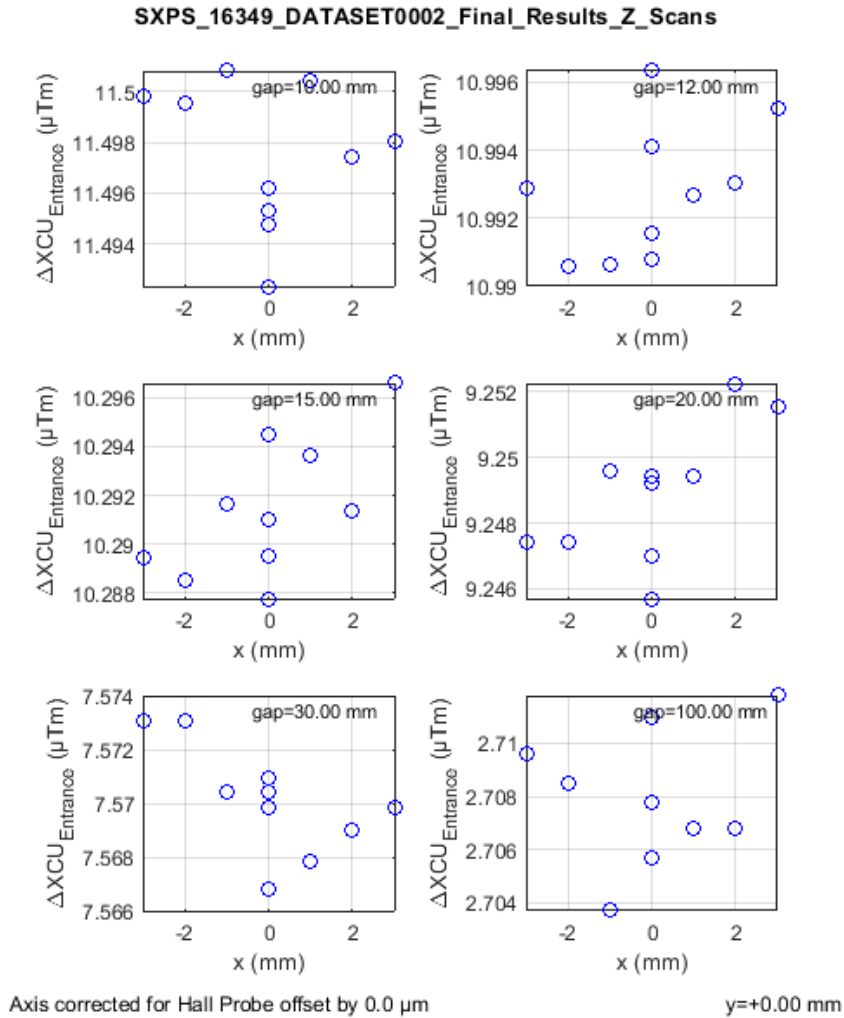 SXPS_16349_DATASET0002_Final_Results_Z_Scans
ΔXCU_Entrance (µTm)
11.5
11.498
11.496
11.494
gap=10.00 mm
-2 0 2
x (mm)
ΔXCU_Entrance (µTm)
10.996
10.994
10.992
10.99
gap=12.00 mm
-2 0 2
x (mm)
ΔXCU_Entrance (µTm)
10.296
10.294
10.292
10.29
10.288
gap=15.00 mm
-2 0 2
x (mm)
ΔXCU_Entrance (µTm)
9.252
9.25
9.248
9.246
gap=20.00 mm
-2 0 2
x (mm)
ΔXCU_Entrance (µTm)
7.574
7.572
7.57
7.568
7.566
gap=30.00 mm
-2 0 2
x (mm)
ΔXCU_Entrance (µTm)
2.71
2.708
2.706
2.704
gap=100.00 mm
-2 0 2
x (mm)
Axis corrected for Hall Probe offset by 0.0 µm
y=+0.00 mm